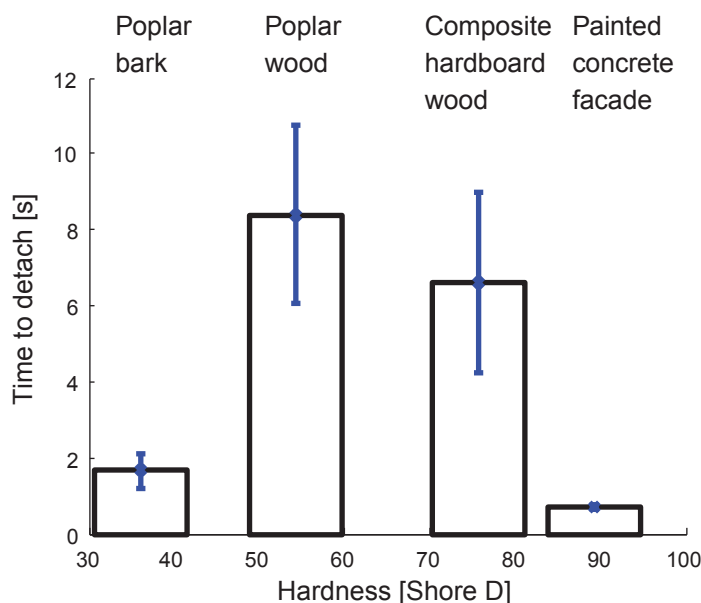 Poplar bark
Poplar wood
Composite hardboard wood
Painted concrete facade
12
10
8
6
4
2
0
Time to detach [s]
30 40 50 60 70 80 90 100
Hardness [Shore D]